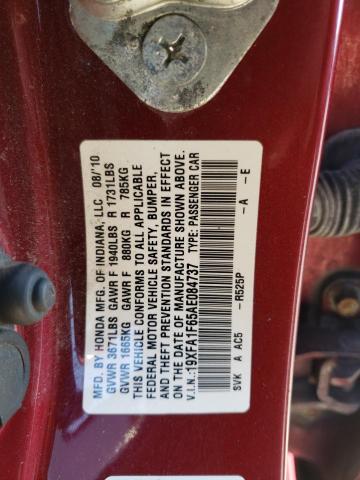 MFD. BY HONDA MFG. OF INDIANA, LLC 08/10
GVWR 3671LBS GAWR F 1940LBS R 1731LBS
GVWR 1665KG GAWR F 880KG R 785KG
THIS VEHICLE CONFORMS TO ALL APPLICABLE
FEDERAL MOTOR VEHICLE SAFETY, BUMPER,
AND THEFT PREVENTION STANDARDS IN EFFECT
ON THE DATE OF MANUFACTURE SHOWN ABOVE.
V.I.N.:19XFA1F65AE084737 TYPE: PASSENGER CAR
-R525P -A -E
SVK A AC5